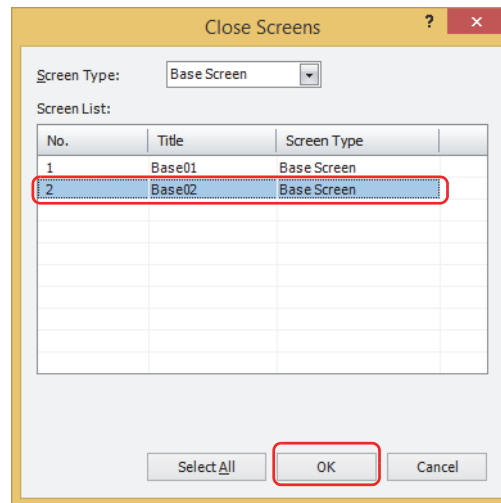 Close Screens ? ×
Screen Type: Base Screen
Screen List:
No. Title Screen Type
1 Base01 Base Screen
2 Base02 Base Screen
Select All OK Cancel